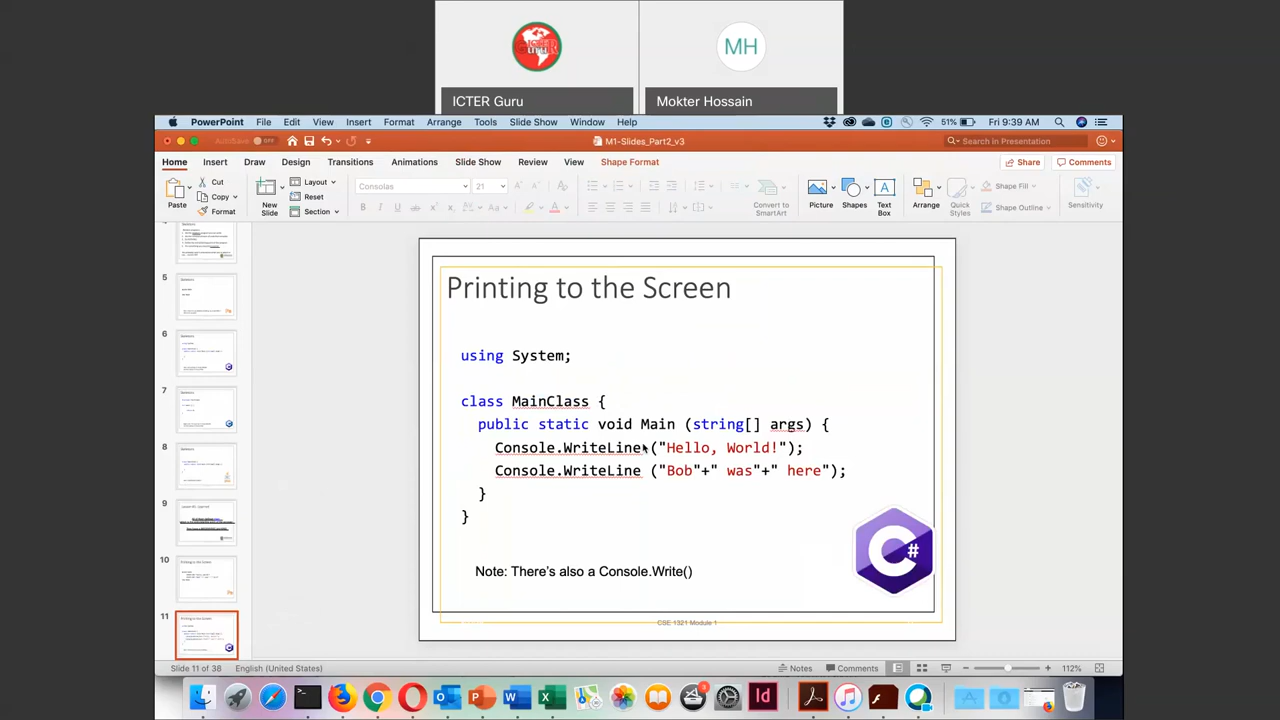 MH
ICTER Guru
Mokter Hossain
PowerPoint File Edit View Insert Format Arrange Tools Slide Show Window Help 51% Fri 9:39 AM
AutoSave OFF M1-Slides_Part2_v3 Search in Presentation
Home Insert Draw Design Transitions Animations Slide Show Review View Shape Format Share Comments
Paste
Cut
Copy
Format
New
Slide
Layout
Reset
Section
Consolas 21
Convert to
SmartArt
Picture
Shapes
Text
Box
Arrange
Quick
Styles
Shape Fill
Shape Outline
Sensitivity
5
6
7
8
9
10
11
Printing to the Screen
using System;
class MainClass {
public static void Main (string[] args) {
Console.WriteLine ("Hello, World!");
Console.WriteLine ("Bob"+" was"+" here");
}
}
C#
Note: There's also a Console.Write()
CSE 1321 Module 1
Slide 11 of 38 English (United States) Notes Comments 112%